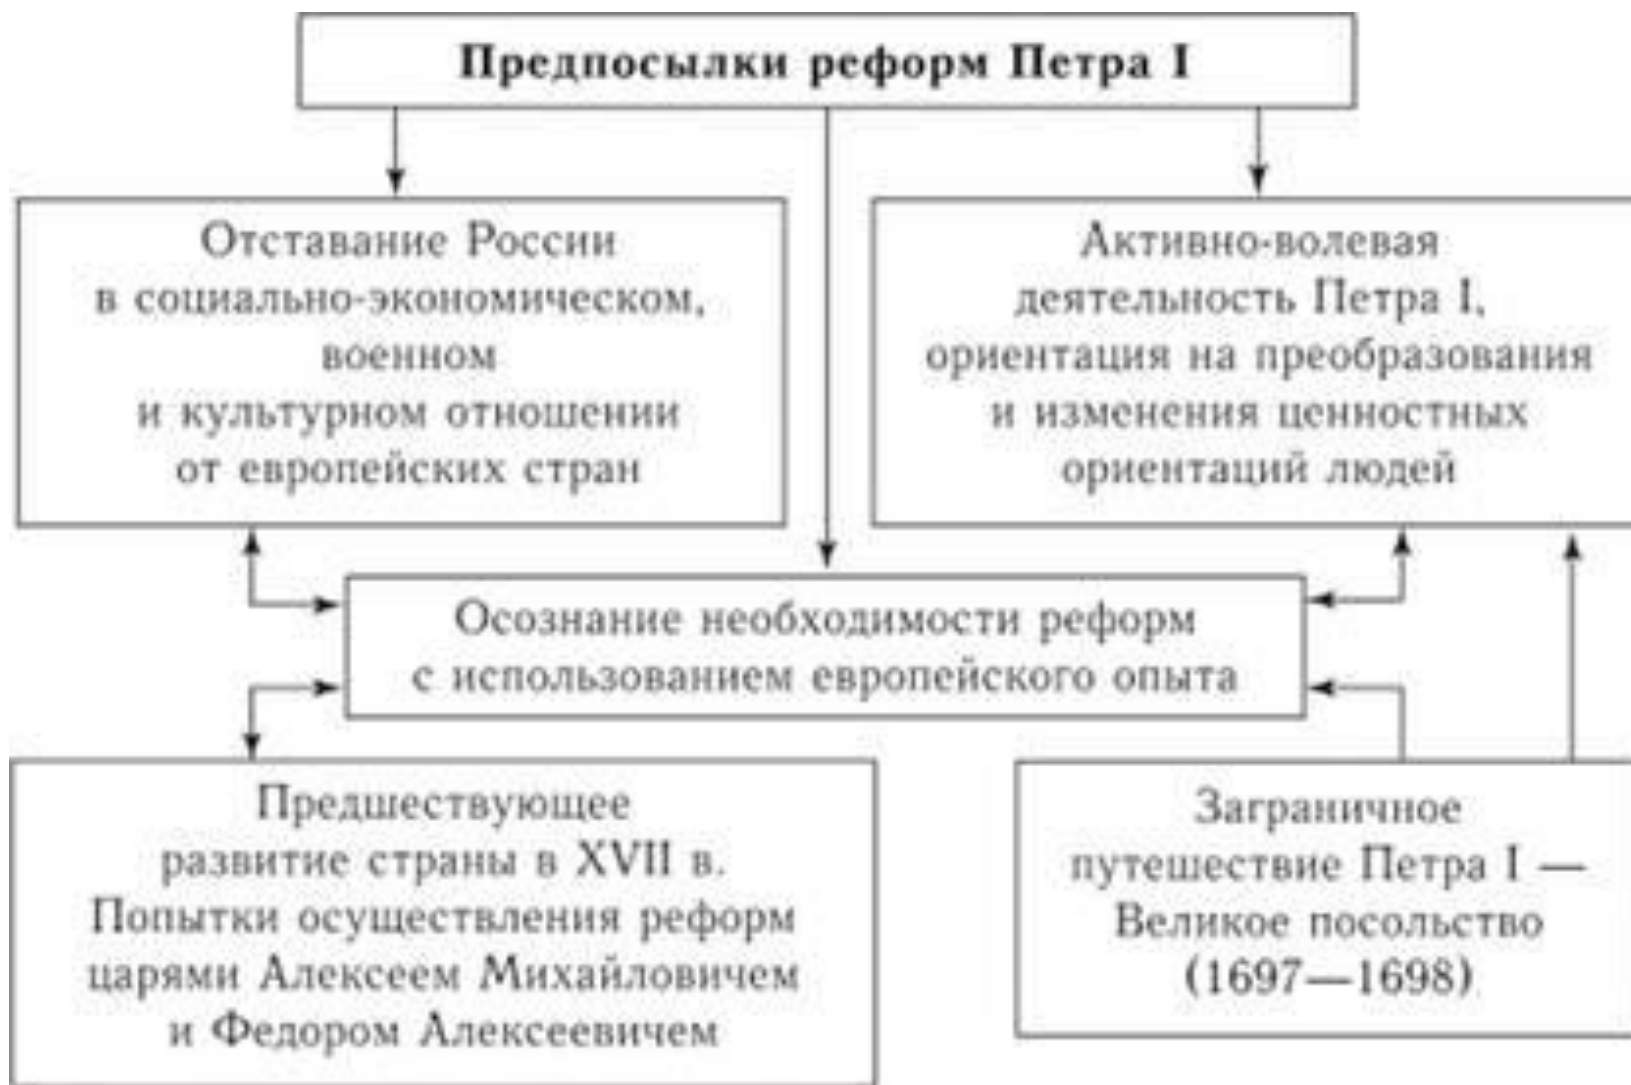 Предпосылки реформ Петра I
Отставание России
в социально-экономическом,
военном
и культурном отношении
от европейских стран
Активно-волевая
деятельность Петра I,
ориентация на преобразования
и изменения ценностных
ориентаций людей
Осознание необходимости реформ
с использованием европейского опыта
Предшествующее
развитие страны в XVII в.
Попытки осуществления реформ
царями Алексеем Михайловичем
и Федором Алексеевичем
Заграничное
путешествие Петра I —
Великое посольство
(1697—1698)